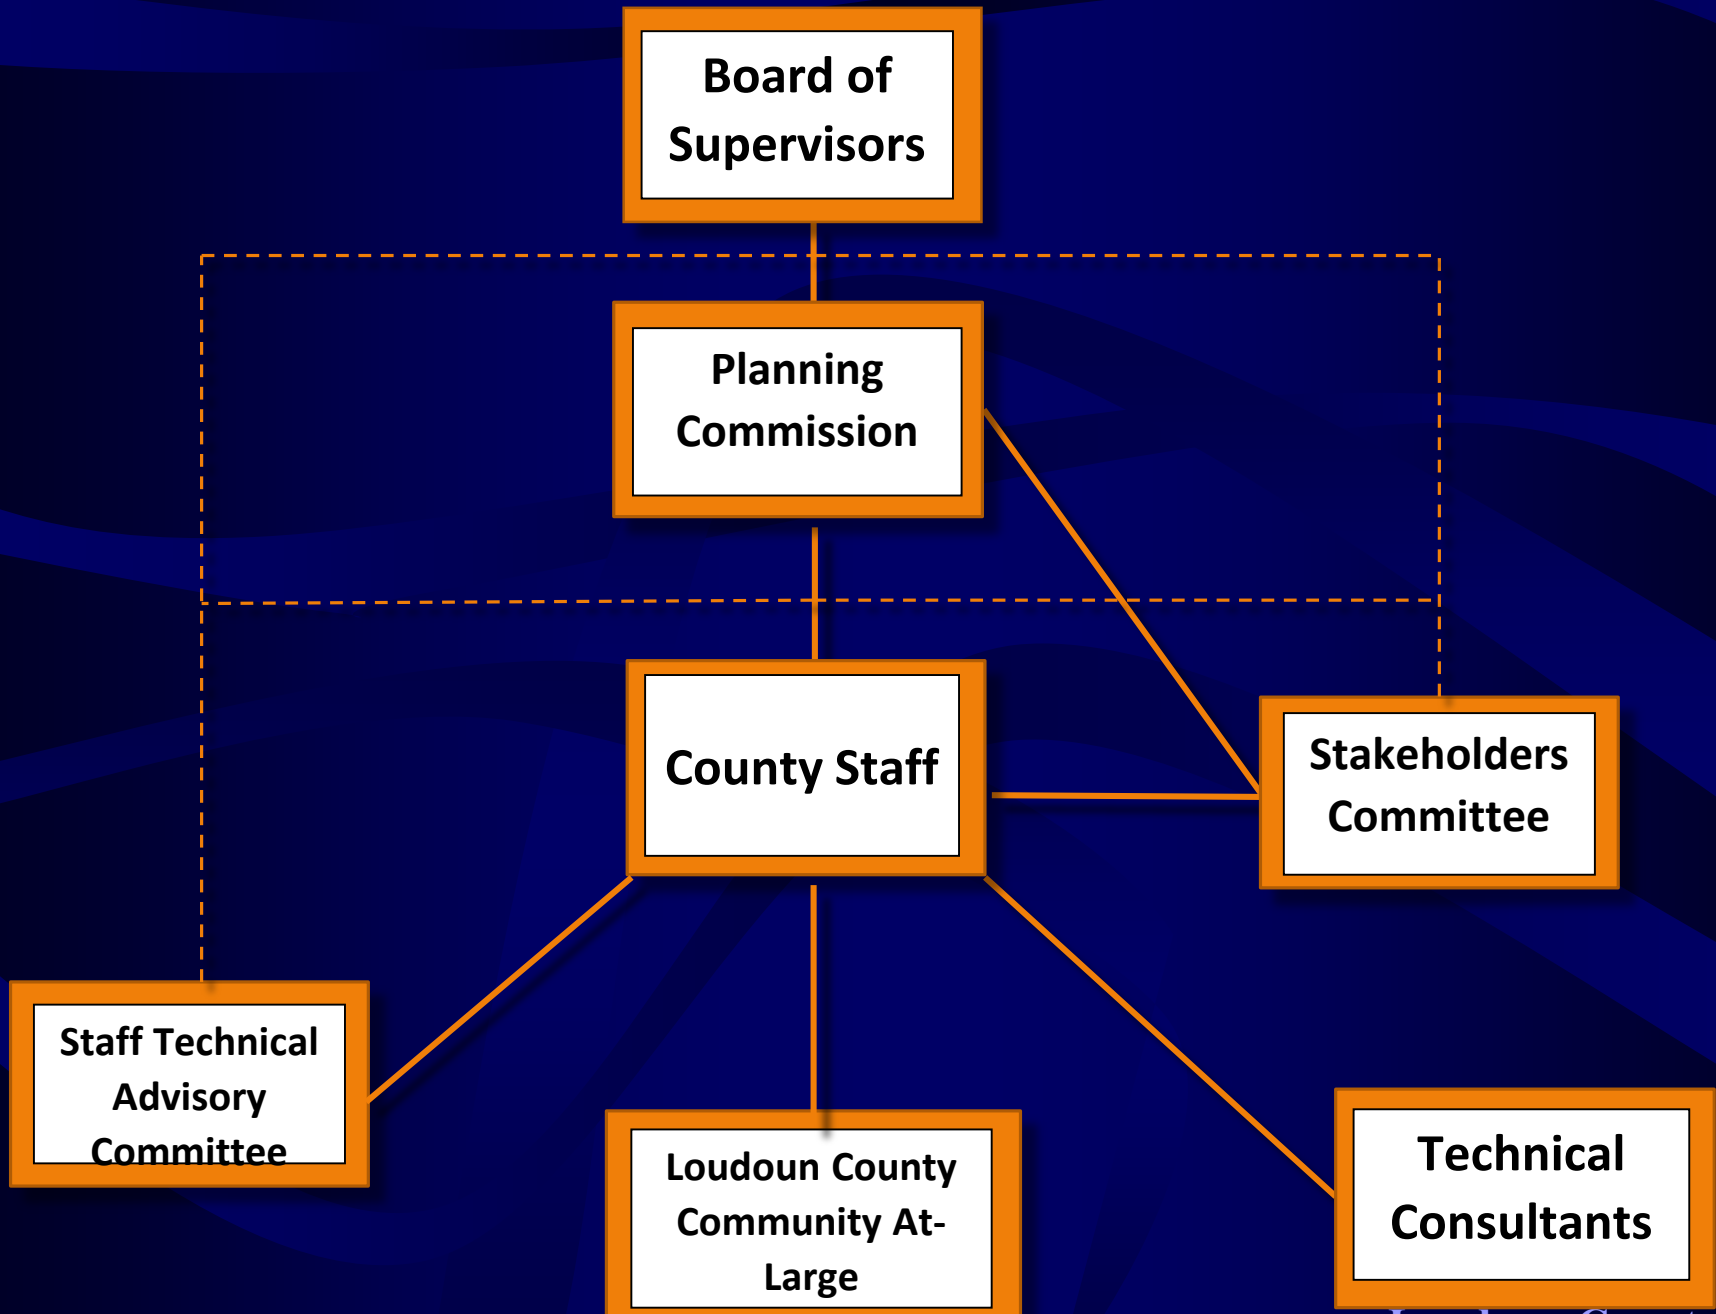 Board of
Supervisors
Planning
Commission
County Staff
Stakeholders
Committee
Staff Technical
Advisory
Committee
Loudoun County
Community At-
Large
Technical
Consultants